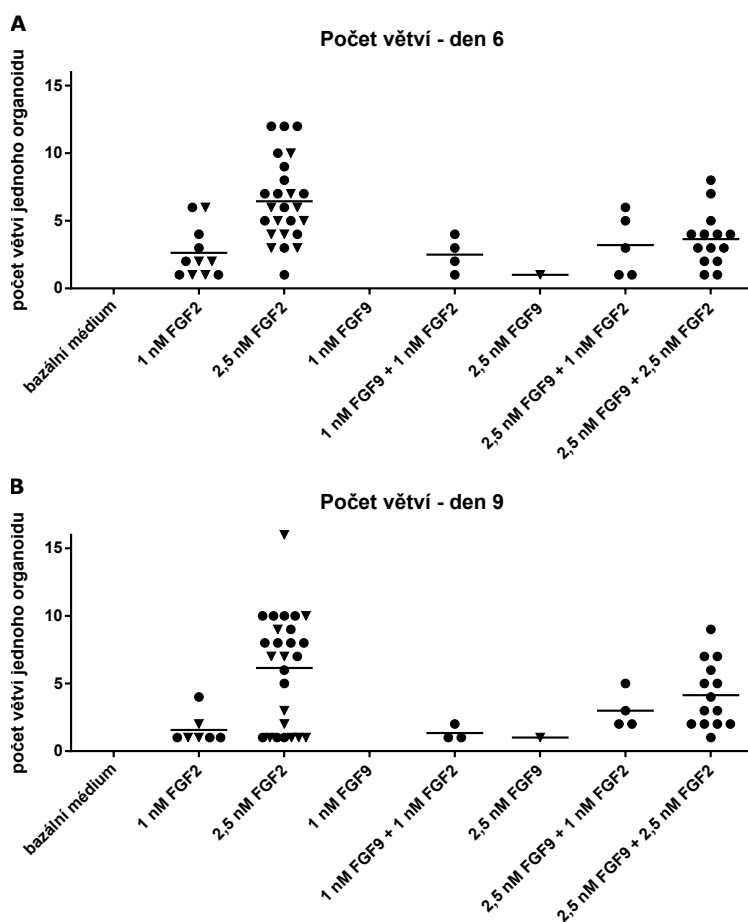 A
Počet větví - den 6
počet větví jednoho organoidu
15
10
5
0
bazální médium
1 nM FGF2
2,5 nM FGF2
1 nM FGF9
1 nM FGF9 + 1 nM FGF2
2,5 nM FGF9
2,5 nM FGF9 + 1 nM FGF2
2,5 nM FGF9 + 2,5 nM FGF2
B
Počet větví - den 9
počet větví jednoho organoidu
15
10
5
0
bazální médium
1 nM FGF2
2,5 nM FGF2
1 nM FGF9
1 nM FGF9 + 1 nM FGF2
2,5 nM FGF9
2,5 nM FGF9 + 1 nM FGF2
2,5 nM FGF9 + 2,5 nM FGF2